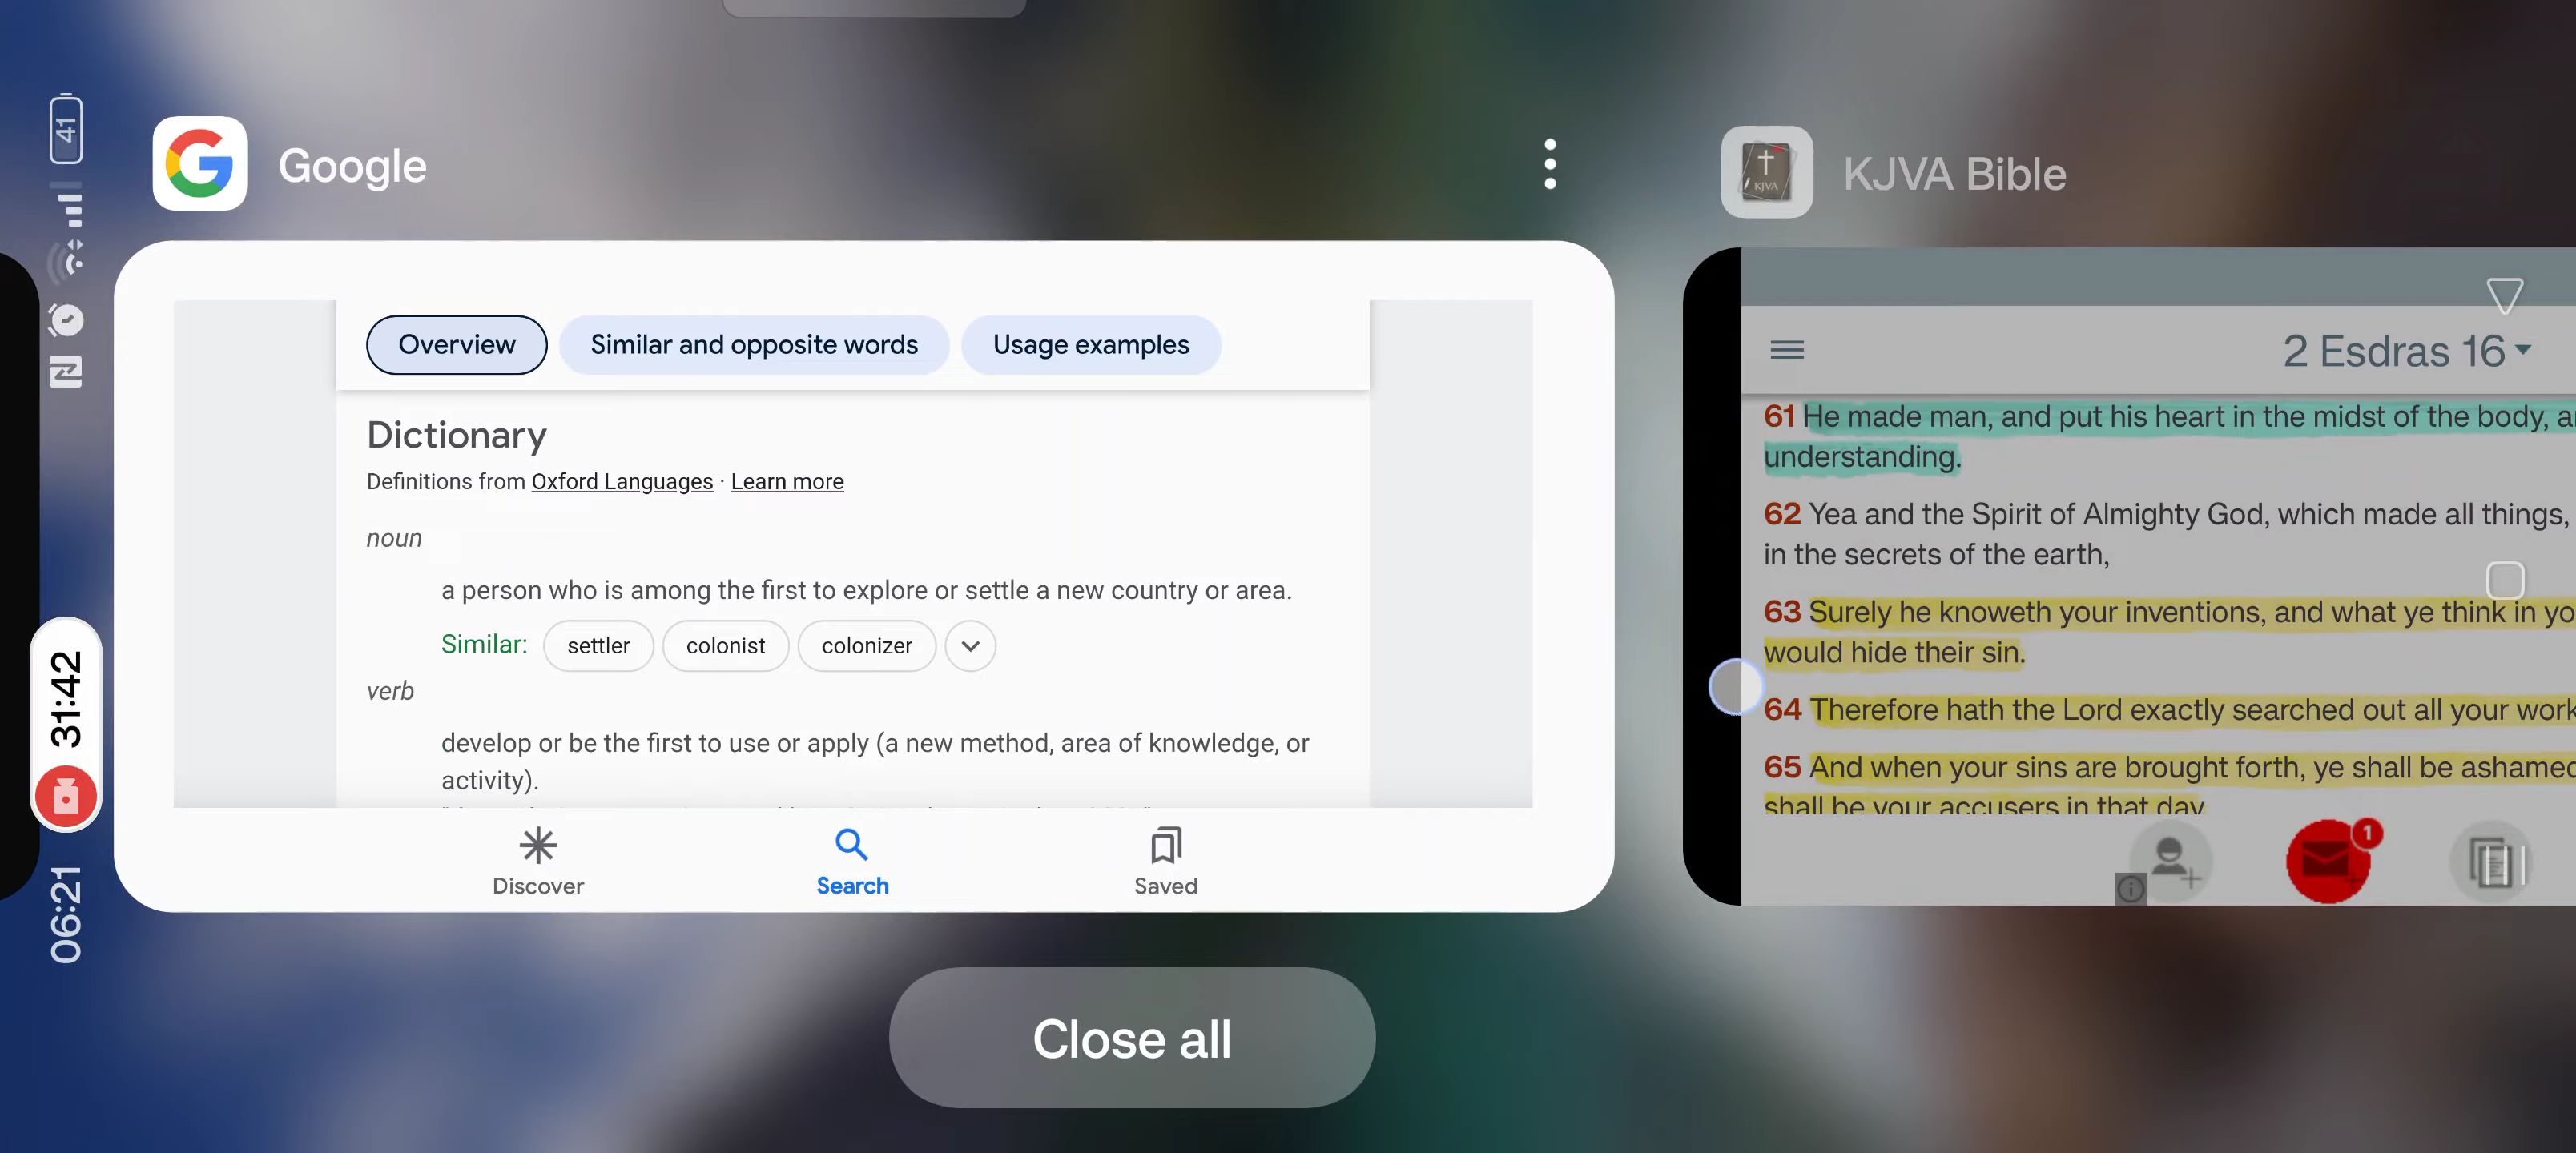 41
31:42
06:21
Google
Overview
Similar and opposite words
Usage examples
Dictionary
Definitions from Oxford Languages · Learn more
noun
a person who is among the first to explore or settle a new country or area.
Similar: settler colonist colonizer
verb
develop or be the first to use or apply (a new method, area of knowledge, or
activity).
Discover
Search
Saved
KJVA Bible
KJVA
2 Esdras 16
61 He made man, and put his heart in the midst of the body,
understanding.
62 Yea and the Spirit of Almighty God, which made all things,
in the secrets of the earth,
63 Surely he knoweth your inventions, and what ye think in
would hide their sin.
64 Therefore hath the Lord exactly searched out all your
65 And when your sins are brought forth, ye shall be ashamed
shall be your accusers in that day
1
Close all